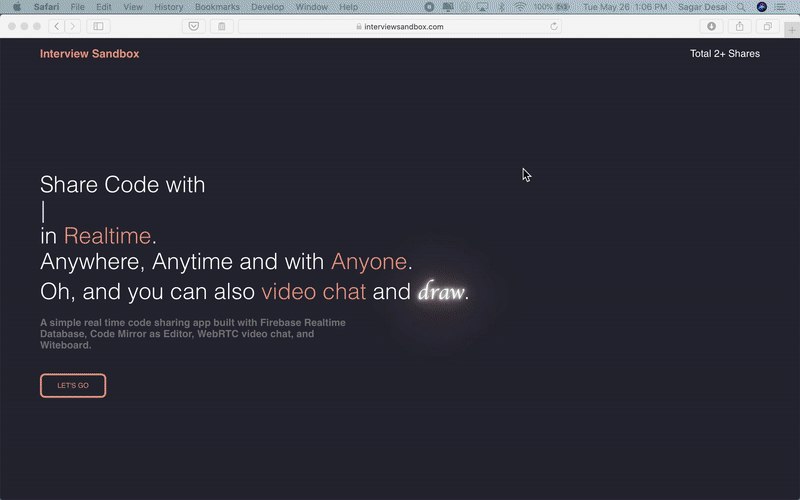 Safari File Edit View History Bookmarks Develop Window Help 100% Tue May 26 1:06 PM Sagar Desai
interviewsandbox.com
Interview Sandbox Total 2+ Shares
Share Code with
in Realtime.
Anywhere, Anytime and with Anyone.
Oh, and you can also video chat and draw.
A simple real time code sharing app built with Firebase Realtime
Database, Code Mirror as Editor, WebRTC video chat, and
Witeboard.
LET'S GO